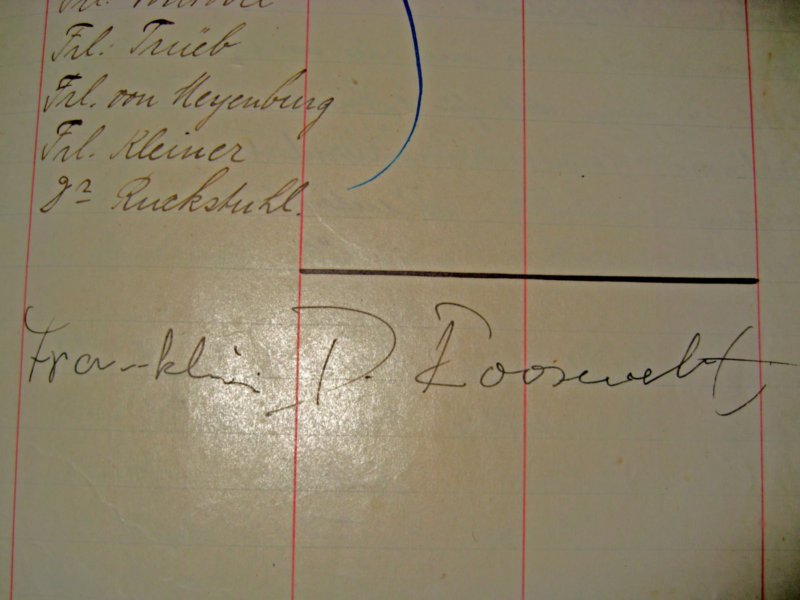 Frl. Trüeb
Frl. von Meyenburg
Frl. Kleiner
Dr Ruckstuhl.
Franklin D. Roosevelt